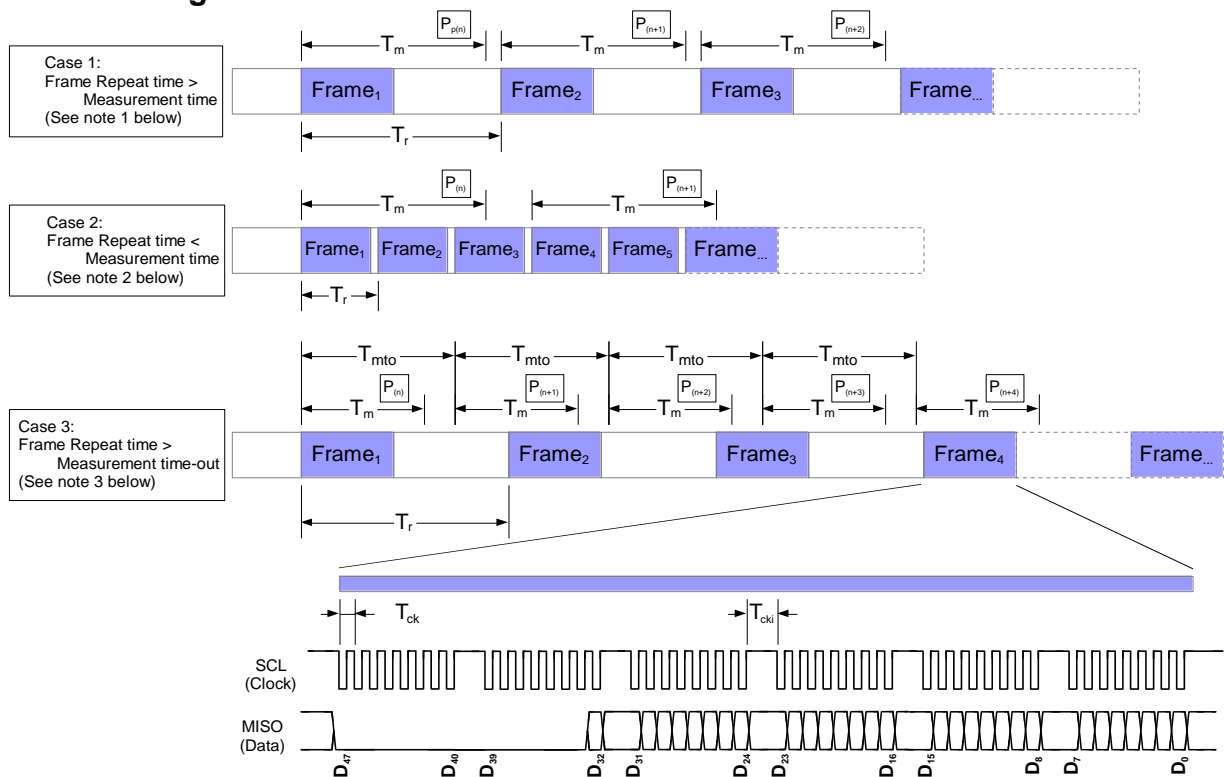 P_p(n) P_(n+1) P_(n+2)
T_m T_m T_m
Case 1:
Frame Repeat time >
Measurement time
(See note 1 below)
Frame_1 Frame_2 Frame_3 Frame_...
T_r
P_(n) P_(n+1)
T_m T_m
Case 2:
Frame Repeat time <
Measurement time
(See note 2 below)
Frame_1 Frame_2 Frame_3 Frame_4 Frame_5 Frame_...
T_r
T_mto T_mto T_mto T_mto
P_(n) P_(n+1) P_(n+2) P_(n+3) P_(n+4)
T_m T_m T_m T_m T_m
Case 3:
Frame Repeat time >
Measurement time-out
(See note 3 below)
Frame_1 Frame_2 Frame_3 Frame_4 Frame_...
T_r
T_ck T_cki
SCL
(Clock)
MISO
(Data)
D_47 D_40 D_39 D_32 D_31 D_24 D_23 D_16 D_15 D_8 D_7 D_0